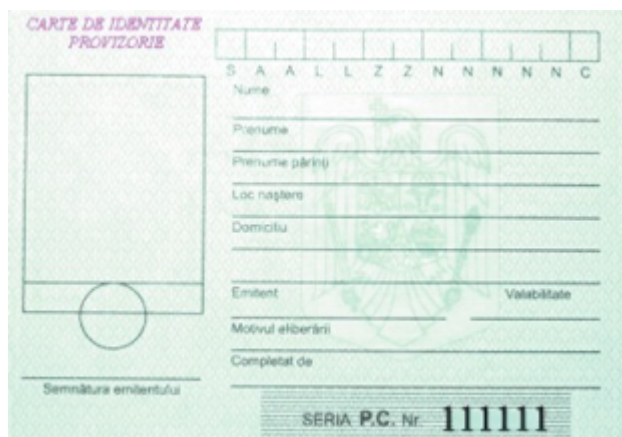 CARTE DE IDENTITATE
PROVIZORIE
S A A L L Z Z N N N N N C
Nume
Prenume
Prenume părinți
Loc naștere
Domiciliu
Emitent Valabilitate
Motivul eliberării
Completat de
Semnătura emitentului
SERIA P.C. Nr. 111111